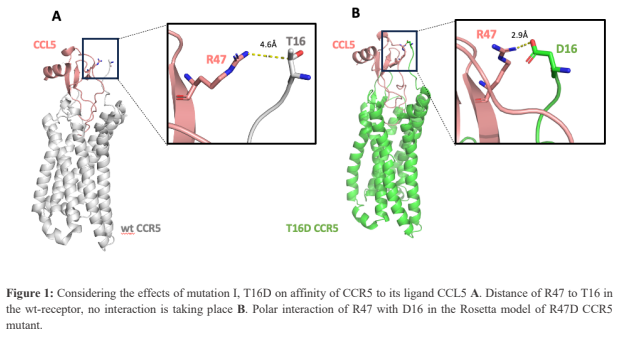 A
B
CCL5
R47
4.6Å
T16
wt CCR5
CCL5
R47
2.9Å
D16
T16D CCR5
Figure 1: Considering the effects of mutation I, T16D on affinity of CCR5 to its ligand CCL5 A. Distance of R47 to T16 in
the wt-receptor, no interaction is taking place B. Polar interaction of R47 with D16 in the Rosetta model of R47D CCR5
mutant.